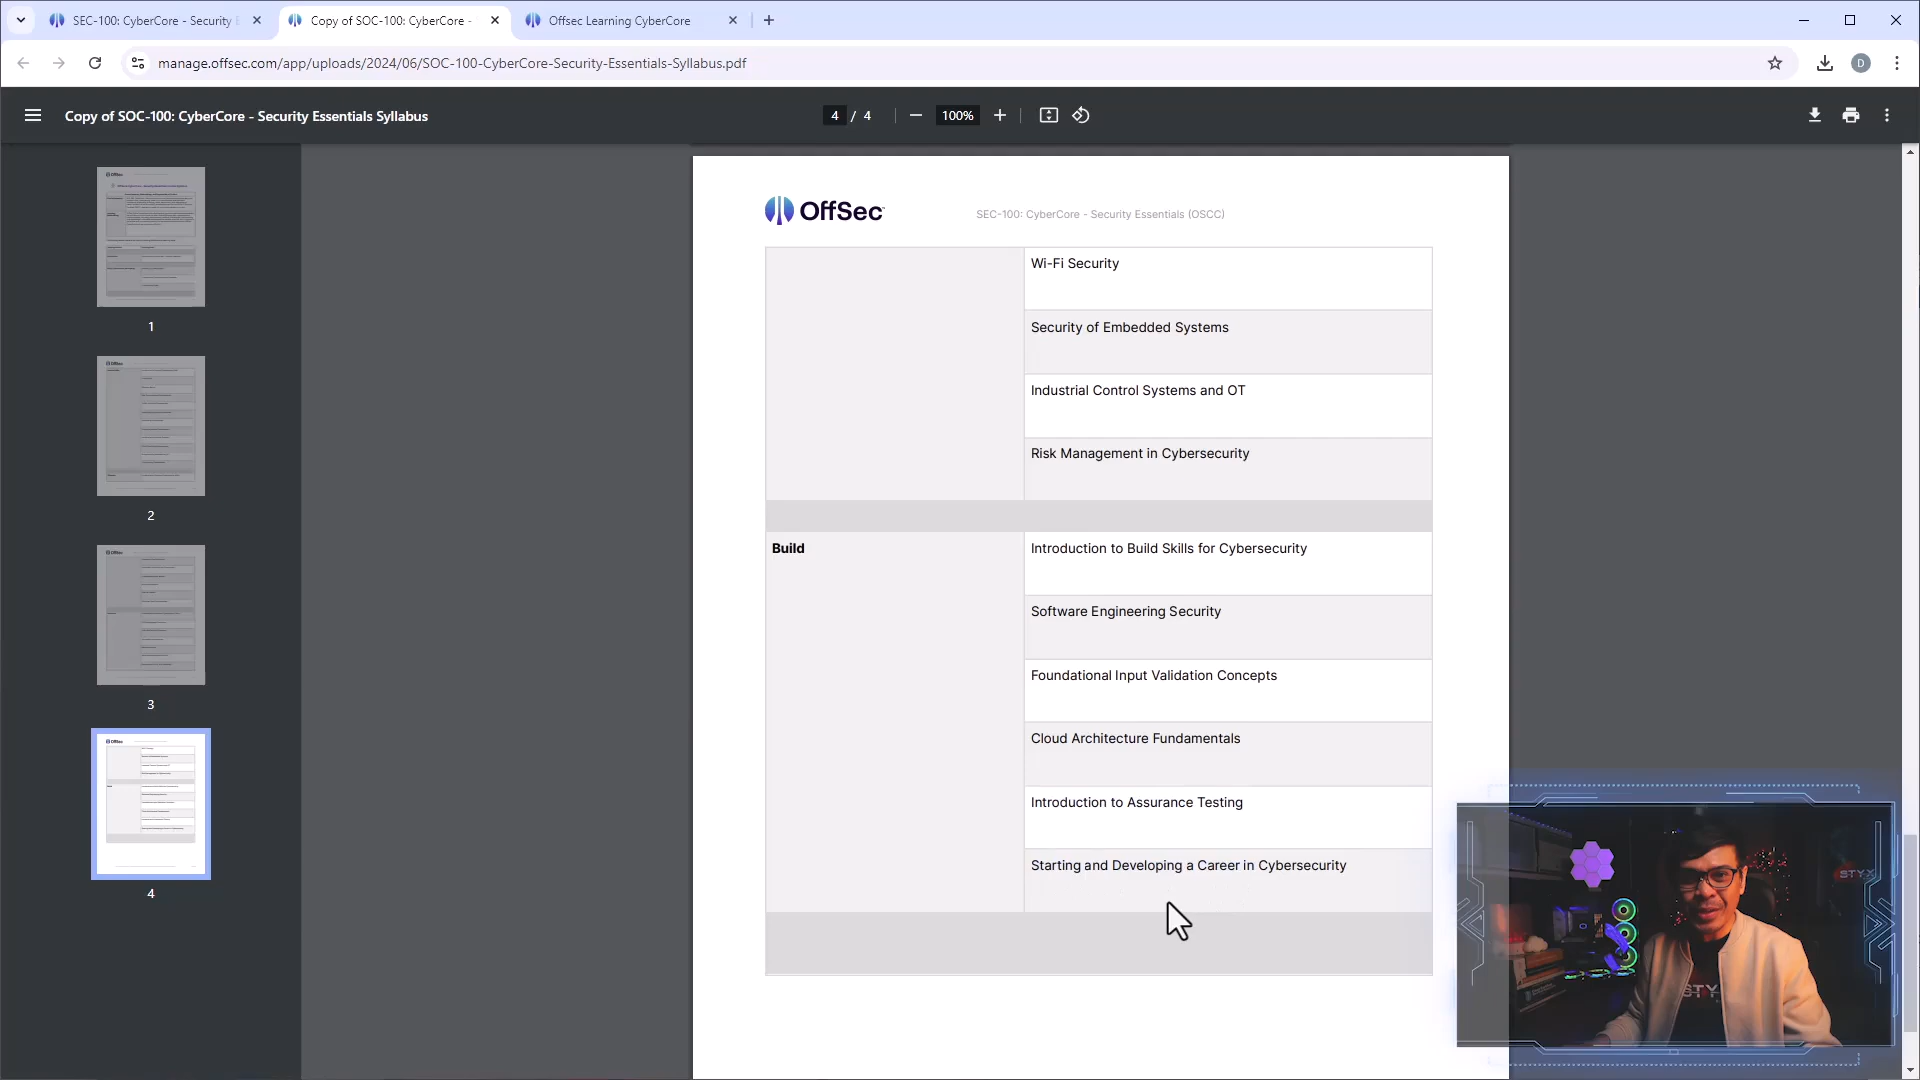 SEC-100: CyberCore - Security E
Copy of SOC-100: CyberCore -
Offsec Learning CyberCore
manage.offsec.com/app/uploads/2024/06/SOC-100-CyberCore-Security-Essentials-Syllabus.pdf
D
Copy of SOC-100: CyberCore - Security Essentials Syllabus
4 / 4
100%
1
2
3
4
OffSec
SEC-100: CyberCore - Security Essentials (OSCC)
Wi-Fi Security
Security of Embedded Systems
Industrial Control Systems and OT
Risk Management in Cybersecurity
Build
Introduction to Build Skills for Cybersecurity
Software Engineering Security
Foundational Input Validation Concepts
Cloud Architecture Fundamentals
Introduction to Assurance Testing
Starting and Developing a Career in Cybersecurity